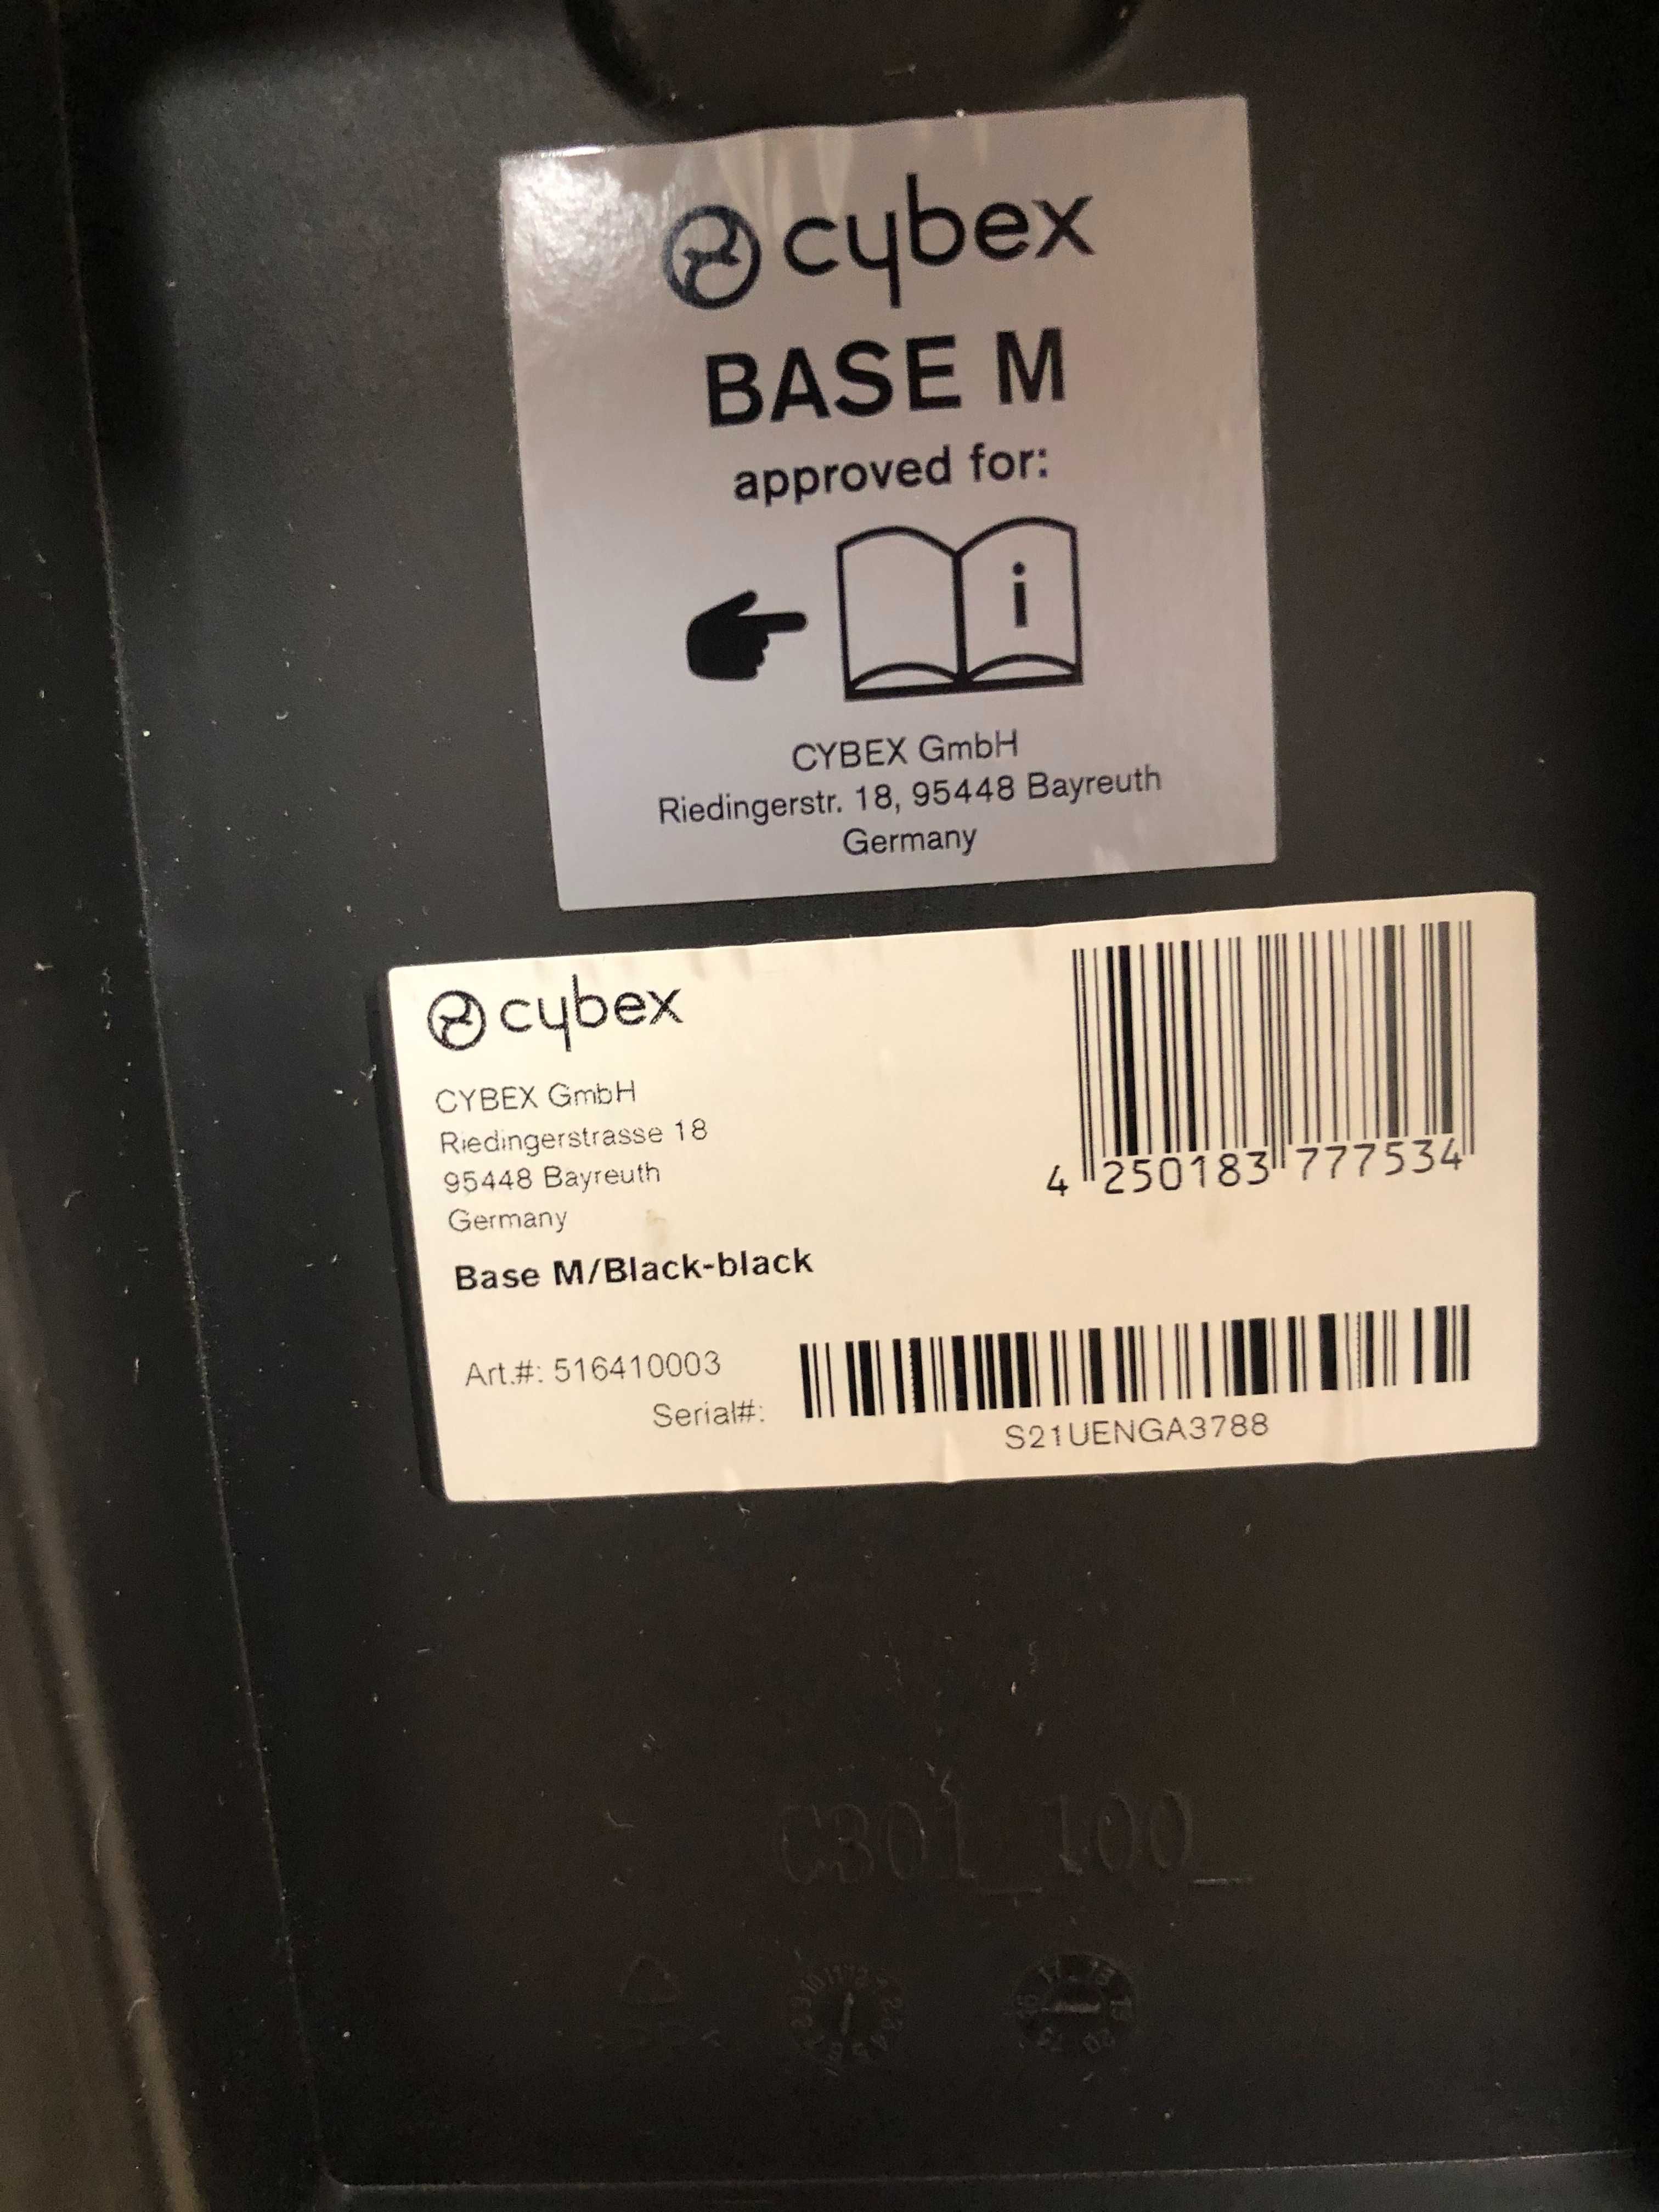 cybex
BASE M
approved for:
i
CYBEX GmbH
Riedingerstr. 18, 95448 Bayreuth
Germany
cybex
CYBEX GmbH
Riedingerstrasse 18
95448 Bayreuth
Germany
4 250183 777534
Base M/Black-black
Art.#: 516410003
Serial#:
S21UENGA3788
C301_100_